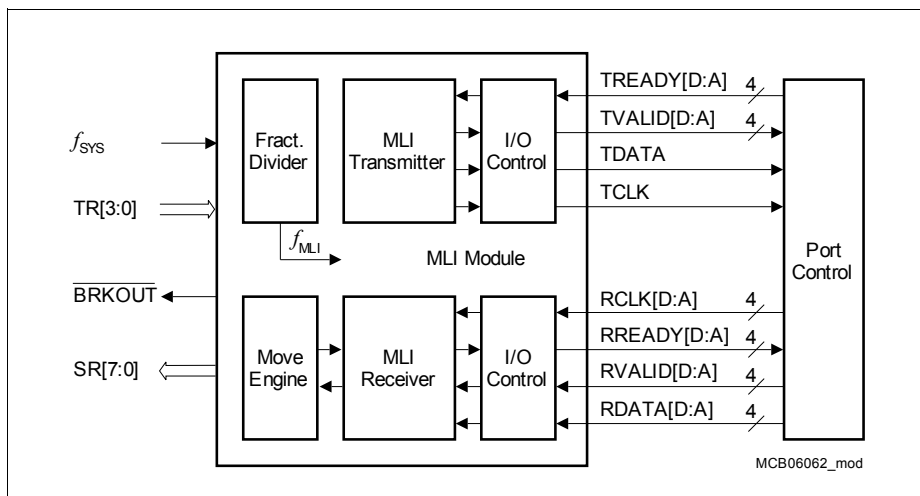 TREADY[D:A] 4
TVALID[D:A] 4
TDATA
TCLK
Fract.
Divider
MLI
Transmitter
I/O
Control
fSYS
TR[3:0]
fMLI
MLI Module
Port
Control
BRKOUT
SR[7:0]
Move
Engine
MLI
Receiver
I/O
Control
RCLK[D:A] 4
RREADY[D:A] 4
RVALID[D:A] 4
RDATA[D:A] 4
MCB06062_mod